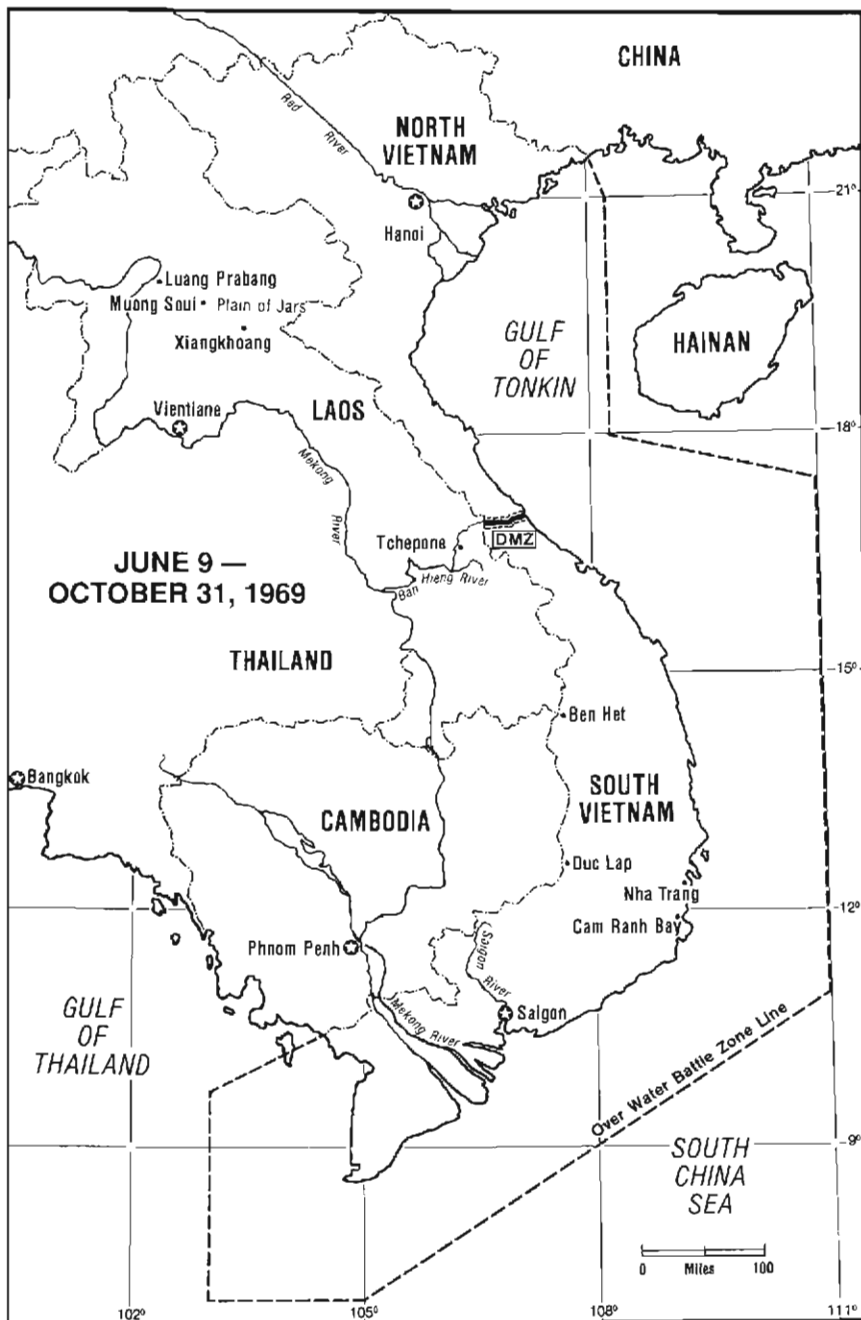 CHINA
Red
River
NORTH
VIETNAM
21°
Hanoi
Luang Prabang
Muong Soui
Plain of Jars
Xiangkhoang
GULF
OF
TONKIN
HAINAN
Vientiane
LAOS
18°
Mekong
River
Tchepone
DMZ
Ban Hieng River
JUNE 9 —
OCTOBER 31, 1969
THAILAND
15°
Ben Het
Bangkok
SOUTH
VIETNAM
CAMBODIA
Duc Lap
Nha Trang
12°
Cam Ranh Bay
Phnom Penh
Saigon
River
Saigon
Mekong River
GULF
OF
THAILAND
Over Water Battle Zone Line
9°
SOUTH
CHINA
SEA
0 Miles 100
102° 105° 108° 111°